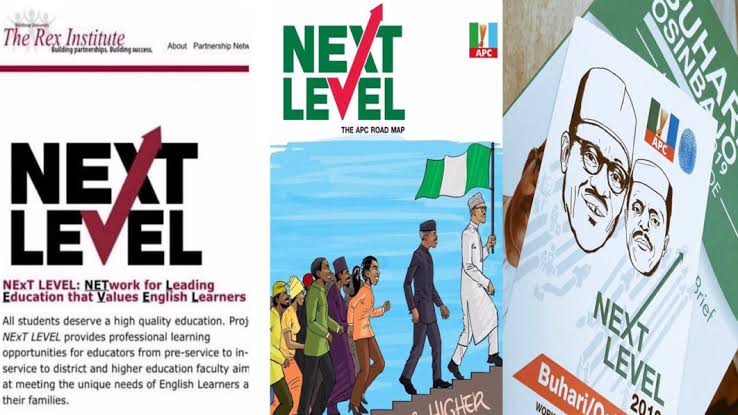 The Rex Institute
Building partnerships. Building success.
About Partnership Netw
NEXT
LEVEL
NExT LEVEL: NETwork for Leading
Education that Values English Learners
All students deserve a high quality education. Proj
NExT LEVEL provides professional learning
opportunities for educators from pre-service to in-
service to district and higher education faculty aim
at meeting the unique needs of English Learners a
their families.
NEXT
LEVEL
THE APC ROAD MAP
APC
HIGHER
BUHARI
OSINBAJO
2019
APC
Brief
NEXT
LEVEL
201
Buhari/O